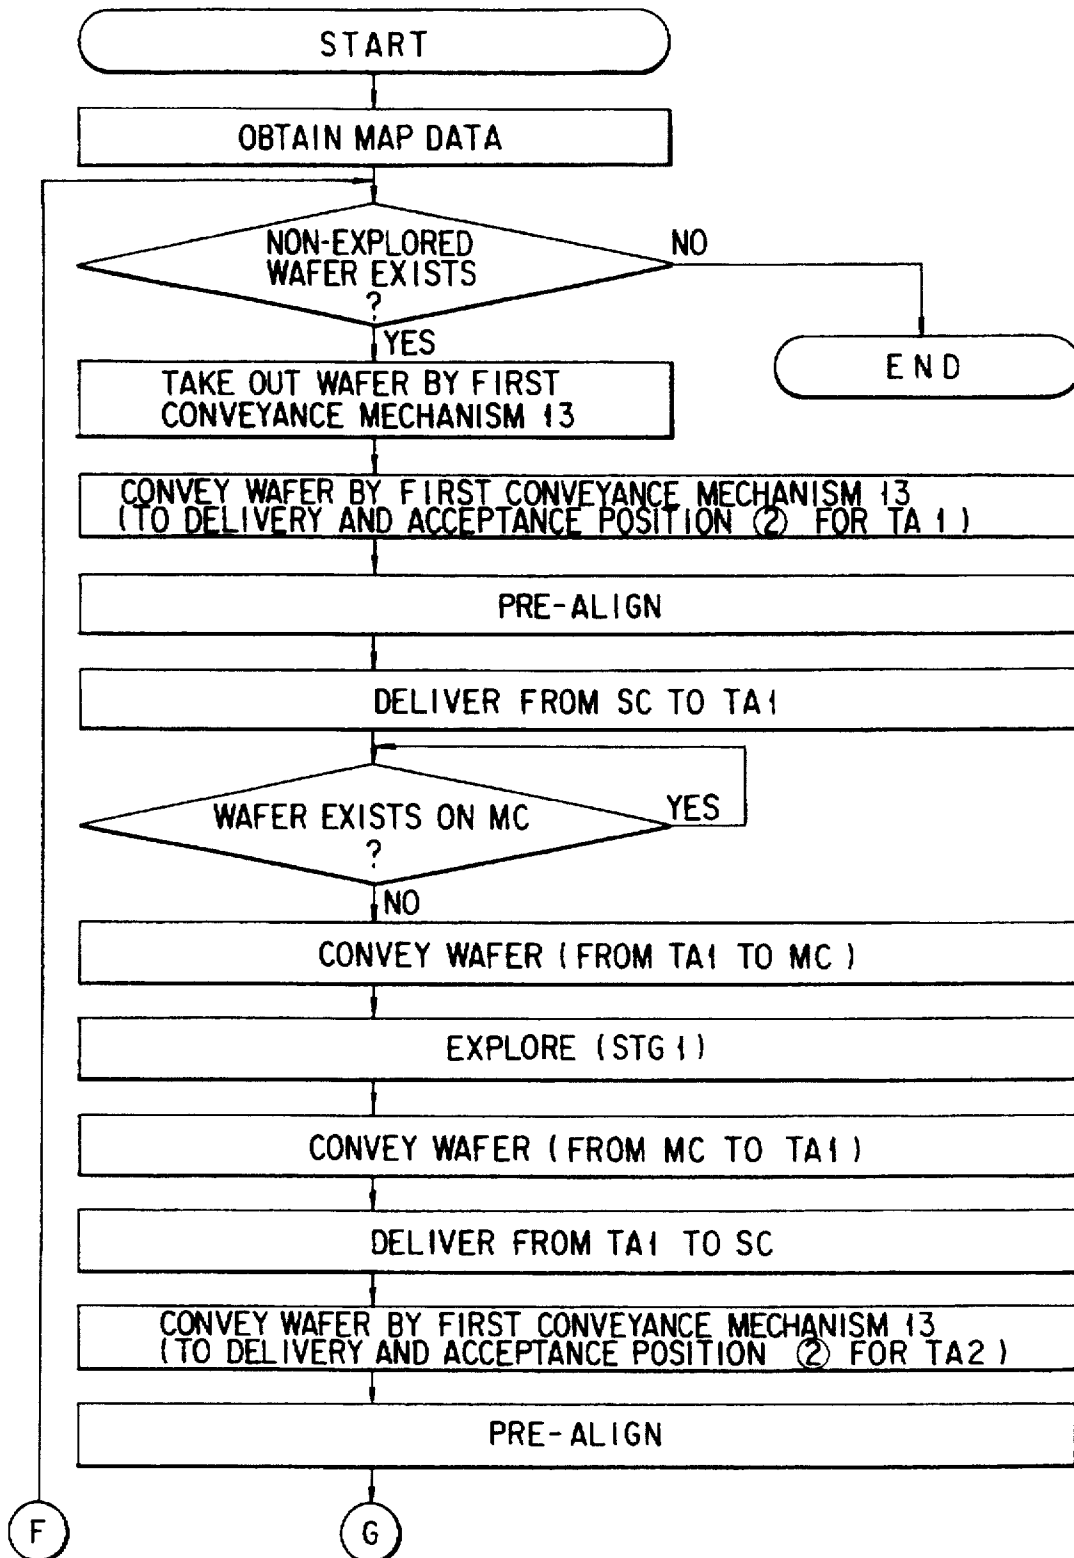 START
OBTAIN MAP DATA
NON-EXPLORED
WAFER EXISTS
?
NO
YES
END
TAKE OUT WAFER BY FIRST
CONVEYANCE MECHANISM 13
CONVEY WAFER BY FIRST CONVEYANCE MECHANISM 13
(TO DELIVERY AND ACCEPTANCE POSITION ② FOR TA1)
PRE-ALIGN
DELIVER FROM SC TO TA1
WAFER EXISTS ON MC
?
YES
NO
CONVEY WAFER (FROM TA1 TO MC)
EXPLORE (STG1)
CONVEY WAFER (FROM MC TO TA1)
DELIVER FROM TA1 TO SC
CONVEY WAFER BY FIRST CONVEYANCE MECHANISM 13
(TO DELIVERY AND ACCEPTANCE POSITION ② FOR TA2)
PRE-ALIGN
F
G